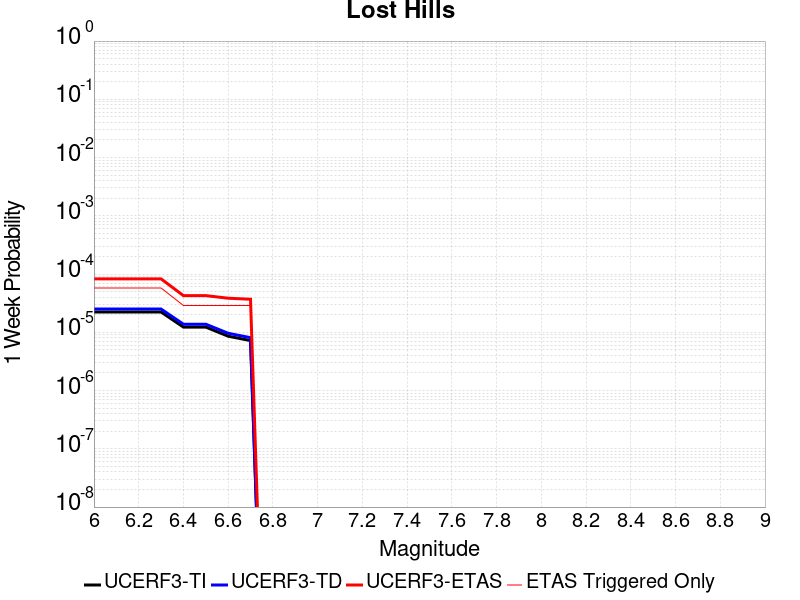 Lost Hills
10^0
10^-1
10^-2
10^-3
10^-4
10^-5
10^-6
10^-7
10^-8
1 Week Probability
6 6.2 6.4 6.6 6.8 7 7.2 7.4 7.6 7.8 8 8.2 8.4 8.6 8.8 9
Magnitude
UCERF3-TI UCERF3-TD UCERF3-ETAS ETAS Triggered Only